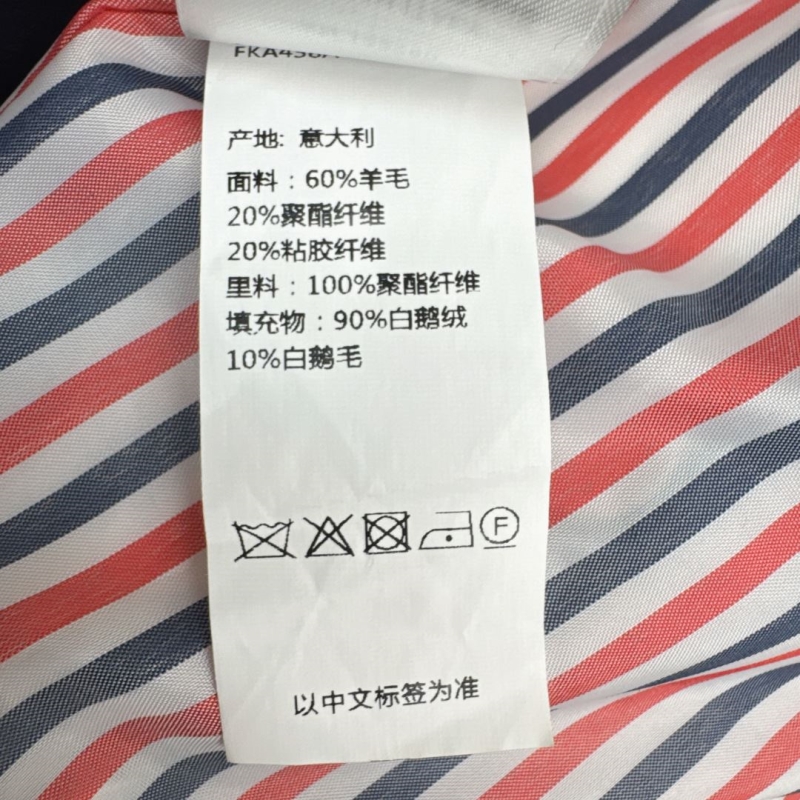 产地: 意大利
面料：60%羊毛
20%聚酯纤维
20%粘胶纤维
里料：100%聚酯纤维
填充物：90%白鹅绒
10%白鹅毛
F
以中文标签为准